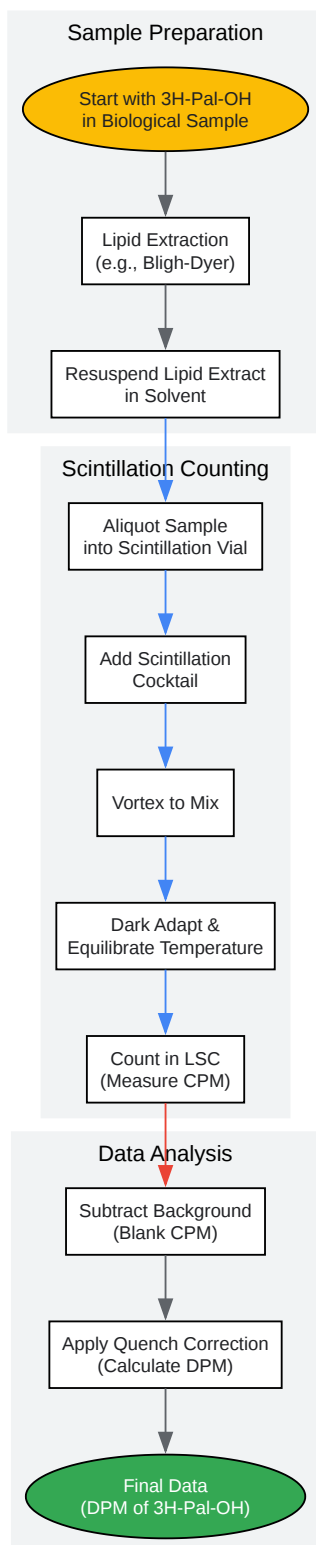 Sample Preparation
Start with 3H-Pal-OH
in Biological Sample
Lipid Extraction
(e.g., Bligh-Dyer)
Resuspend Lipid Extract
in Solvent
Scintillation Counting
Aliquot Sample
into Scintillation Vial
Add Scintillation
Cocktail
Vortex to Mix
Dark Adapt &
Equilibrate Temperature
Count in LSC
(Measure CPM)
Data Analysis
Subtract Background
(Blank CPM)
Apply Quench Correction
(Calculate DPM)
Final Data
(DPM of 3H-Pal-OH)